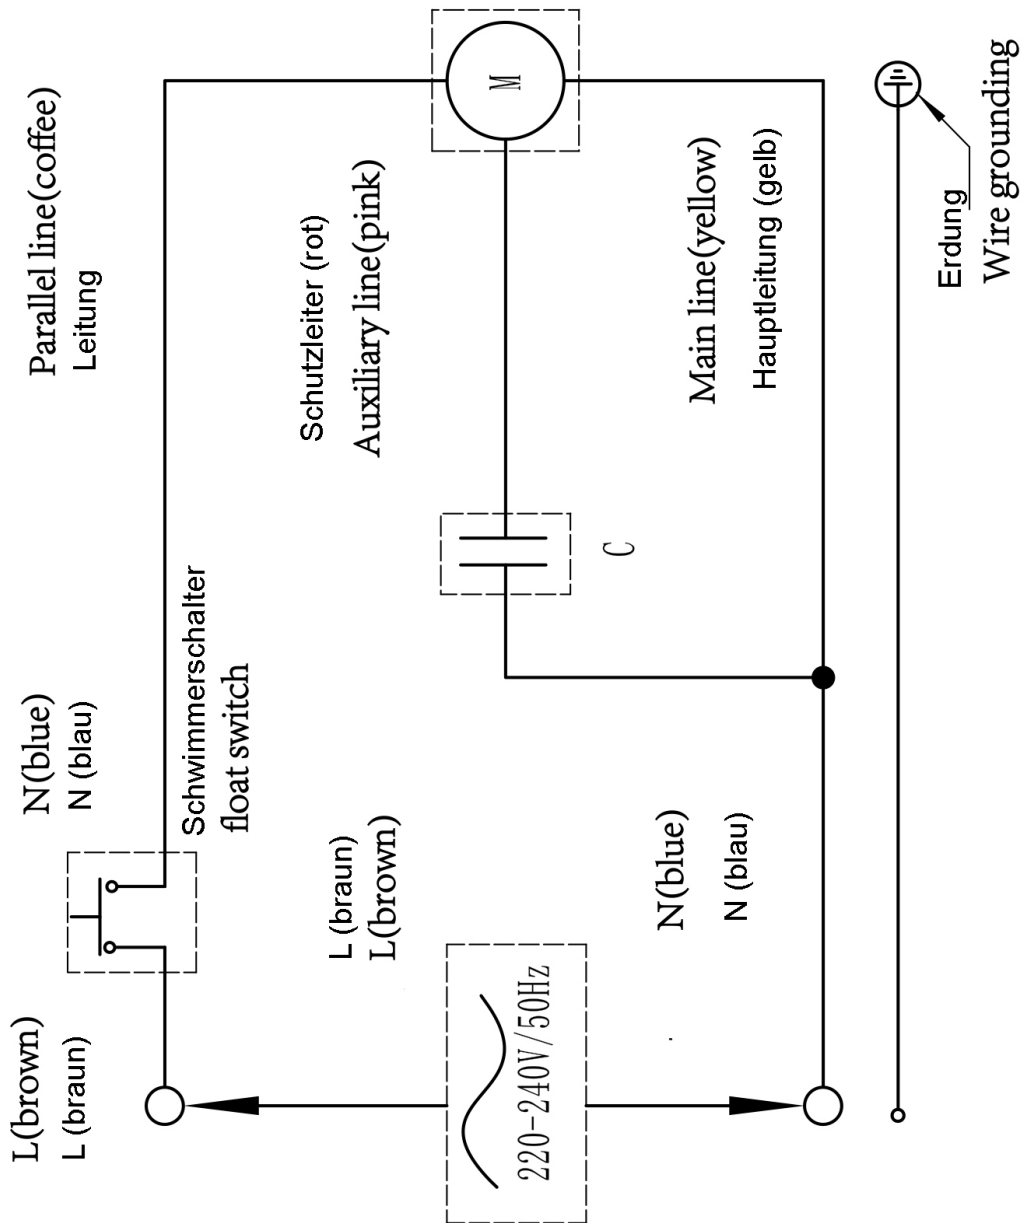 Parallel line(coffee)
Leitung
N(blue)
N (blau)
L(brown)
L (braun)
Schwimmerschalter
float switch
M
Schutzleiter (rot)
Auxiliary line(pink)
C
L (braun)
L(brown)
220-240V/50Hz
Main line(yellow)
Hauptleitung (gelb)
N(blue)
N (blau)
Erdung
Wire grounding